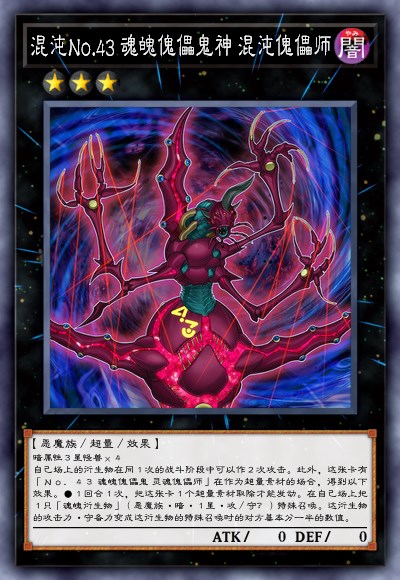 混沌No.43 魂魄傀儡鬼神 混沌傀儡师
闇
やみ
43
【恶魔族/超量/效果】
暗属性3星怪兽×4
自己场上的衍生物在同1次的战斗阶段中可以作2次攻击。此外，这张卡有
「No.43 魂魄傀儡鬼 灵魂傀儡师」在作为超量素材的场合，得到以下
效果。●1回合1次，把这张卡1个超量素材取除才能发动。在自己场上把
1只「魂魄衍生物」（恶魔族·暗·1星·攻/守?）特殊召唤。这衍生物
的攻击力·守备力变成这衍生物的特殊召唤时的对方基本分一半的数值。
ATK/ 0 DEF/ 0